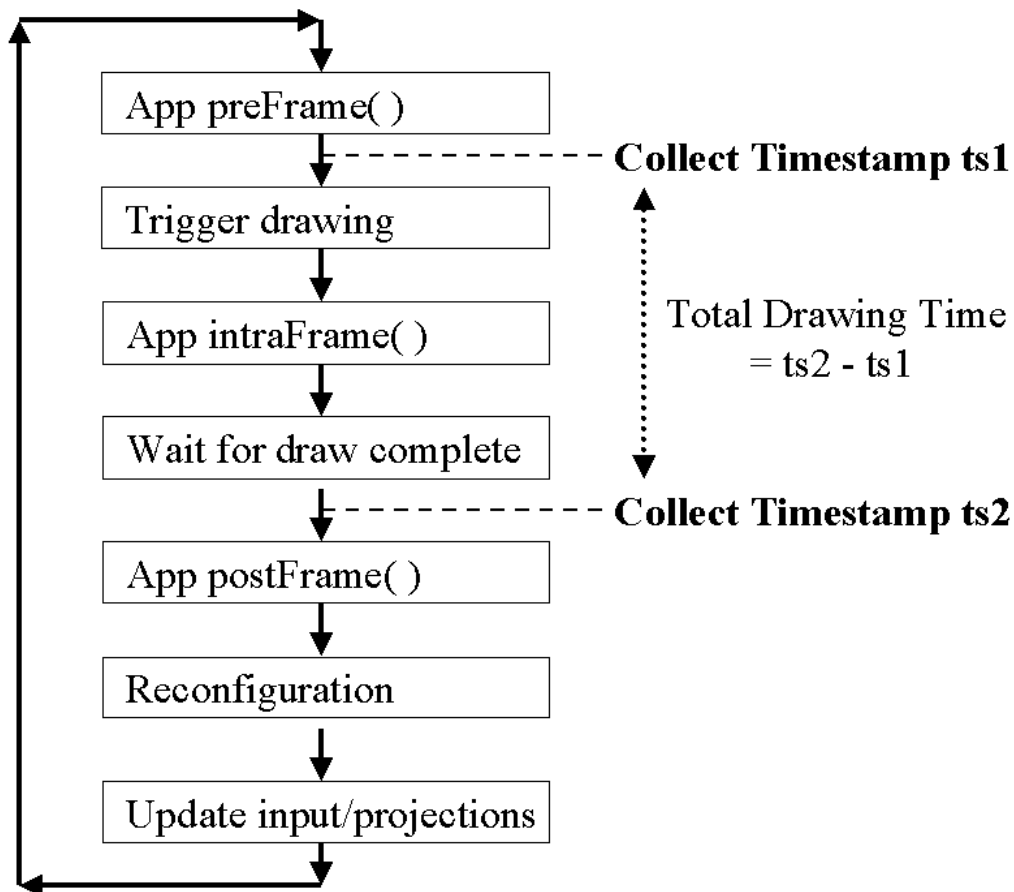 App preFrame( )
Collect Timestamp ts1
Trigger drawing
App intraFrame( )
Total Drawing Time
= ts2 - ts1
Wait for draw complete
Collect Timestamp ts2
App postFrame( )
Reconfiguration
Update input/projections